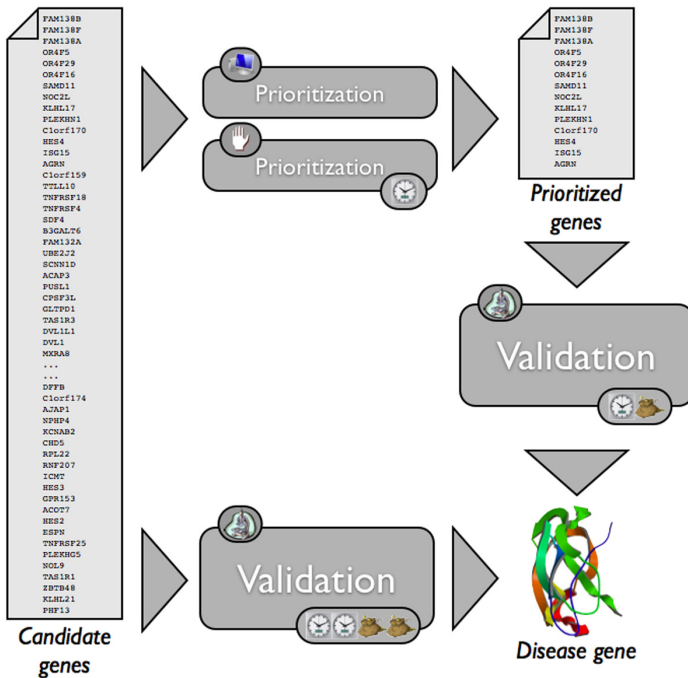 FAM138B
FAM138F
FAM138A
OR4F5
OR4F29
OR4F16
SAMD11
NOC2L
KLHL17
PLEKHN1
C1orf170
HES4
ISG15
AGRN
C1orf159
TTLL10
TNFRSF18
TNFRSF4
SDF4
B3GALT6
FAM132A
UBE2J2
SCNN1D
ACAP3
PUSL1
CPSF3L
GLTPD1
TAS1R3
DVL1L1
DVL1
MXRA8
...
...
DFFB
C1orf174
AJAP1
NPHP4
KCNAB2
CHD5
RPL22
RNF207
ICMT
HES3
GPR153
ACOT7
HES2
ESPN
TNFRSF25
PLEKHG5
NOL9
TAS1R1
ZBTB48
KLHL21
PHF13
Candidate
genes
Prioritization
Prioritization
FAM138B
FAM138F
FAM138A
OR4F5
OR4F29
OR4F16
SAMD11
NOC2L
KLHL17
PLEKHN1
C1orf170
HES4
ISG15
AGRN
Prioritized
genes
Validation
Validation
Disease gene